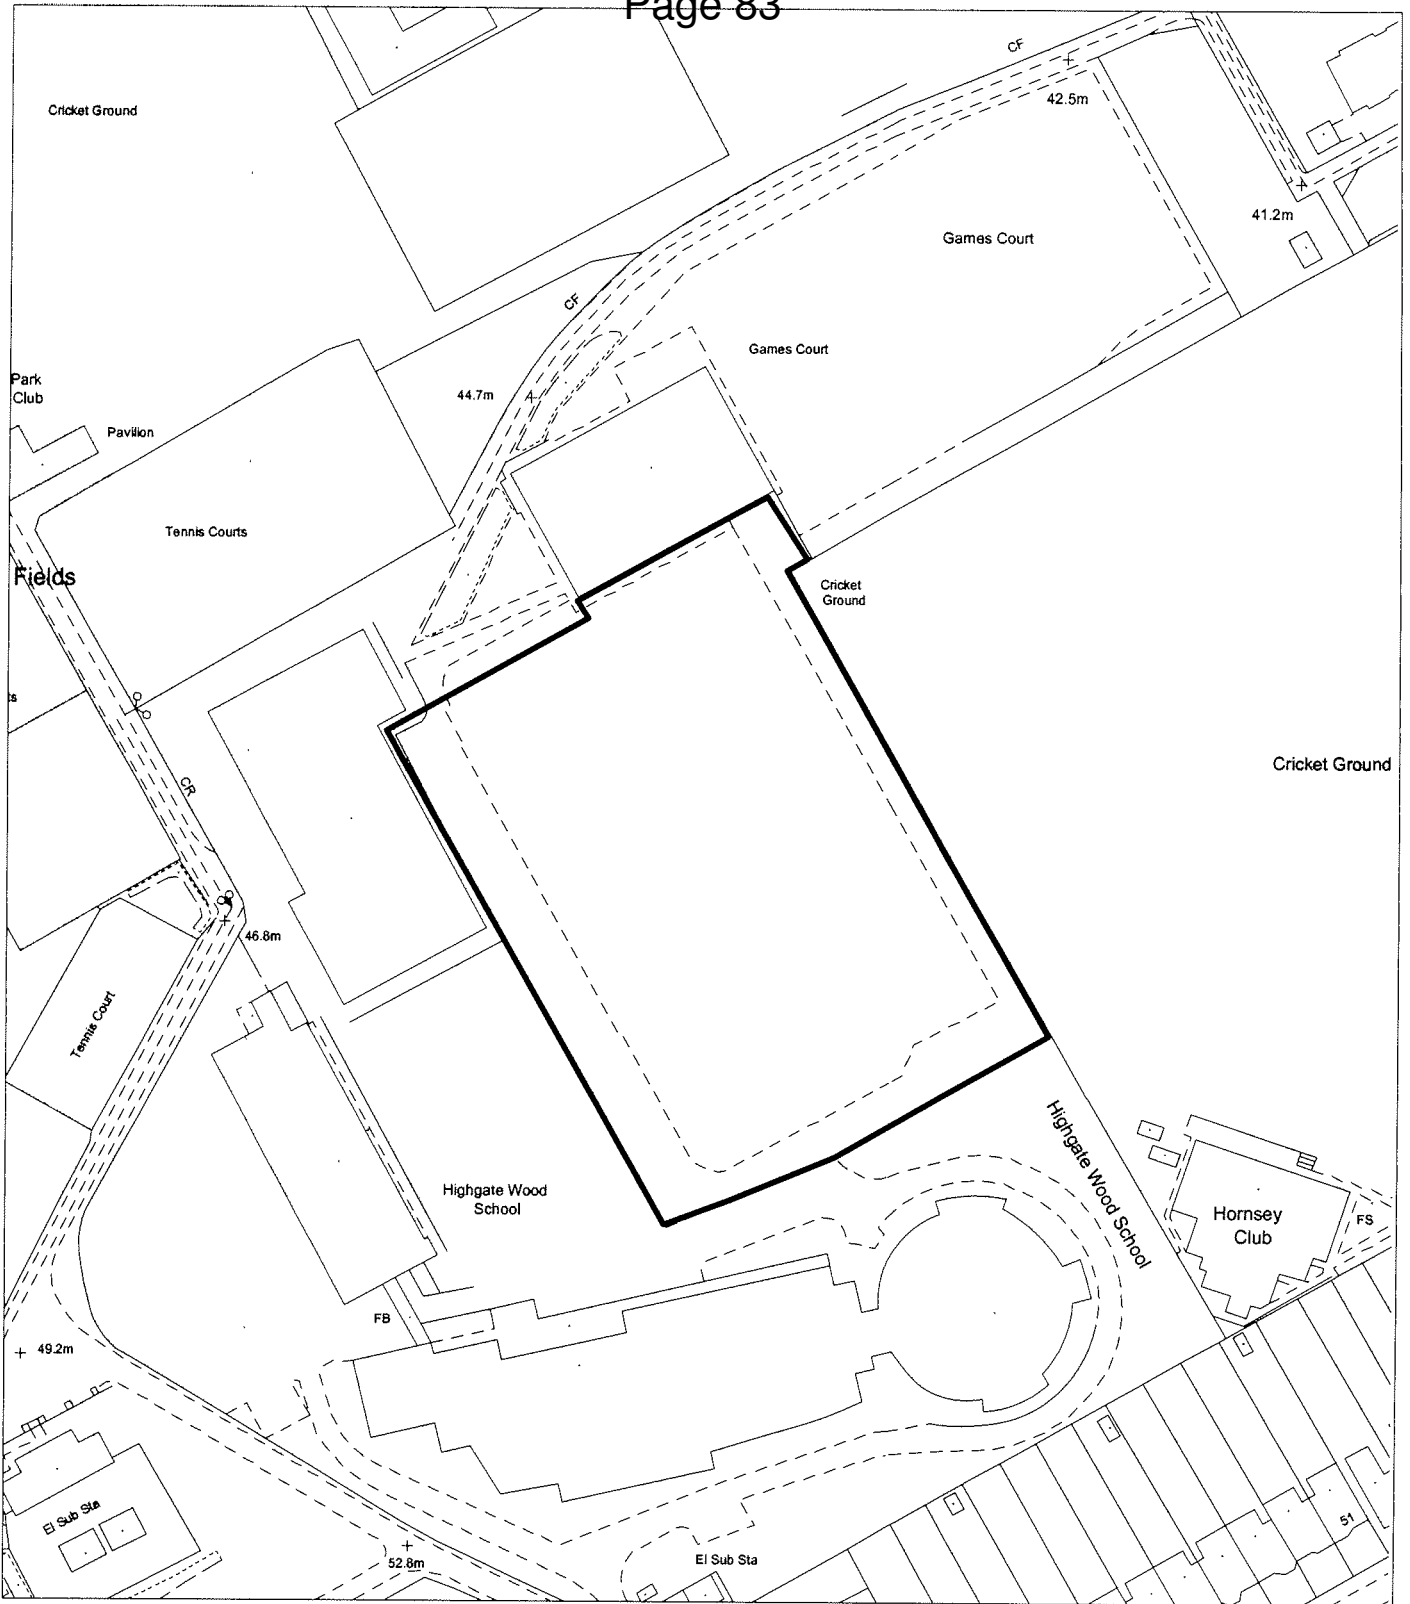 Page 83
CF
42.5m
Cricket Ground
41.2m
Games Court
CF
Games Court
Park
Club
44.7m
Pavilion
Tennis Courts
Fields
Cricket
Ground
ts
Cricket Ground
CR
46.8m
Tennis Court
Highgate Wood School
Highgate Wood
School
Hornsey
Club
FS
FB
49.2m
El Sub Sta
51
52.8m
El Sub Sta